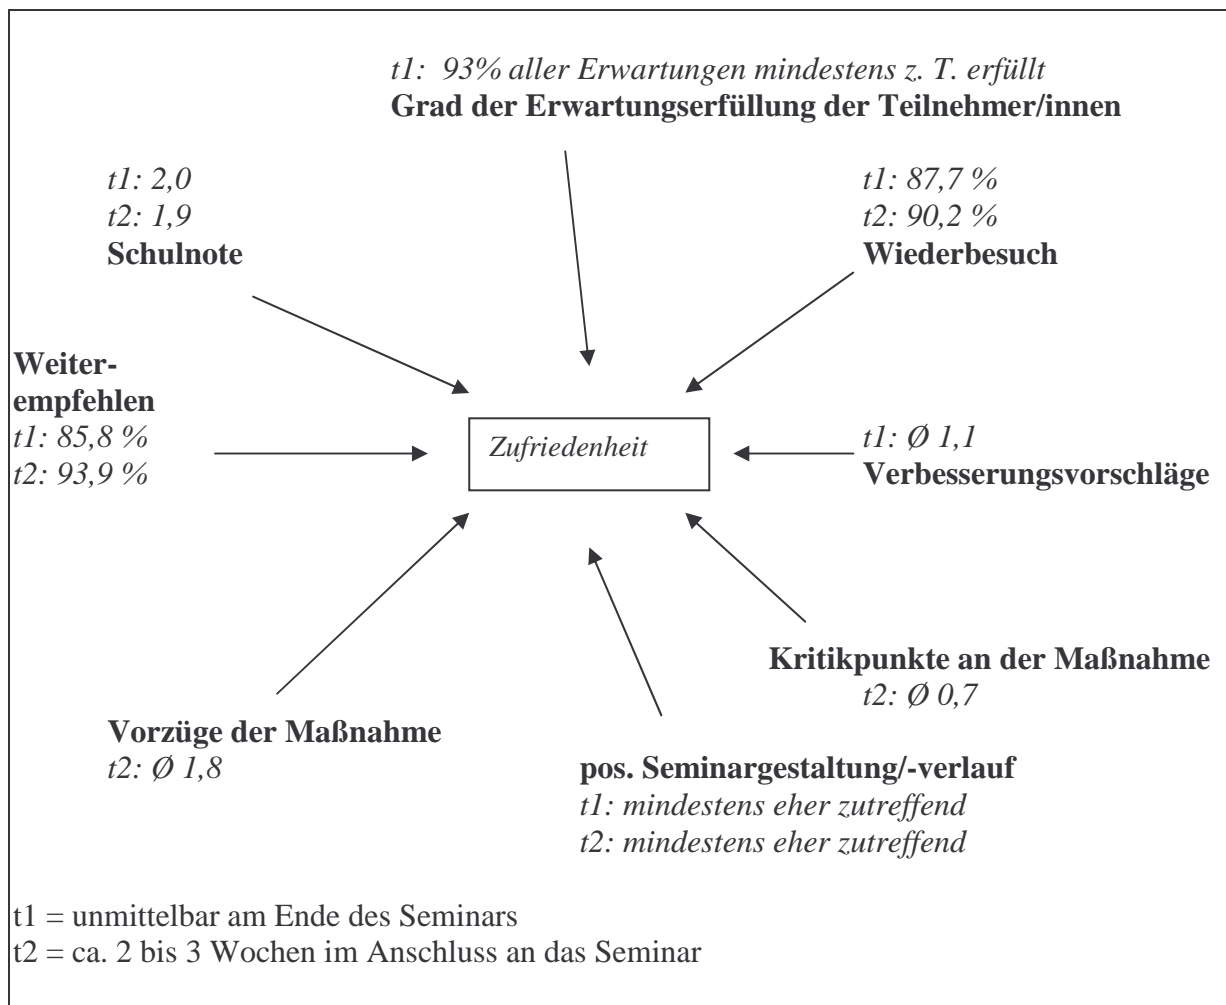 t1:  93% aller Erwartungen mindestens z. T. erfüllt
Grad der Erwartungserfüllung der Teilnehmer/innen
t1: 2,0
t2: 1,9
Schulnote
t1: 87,7 %
t2: 90,2 %
Wiederbesuch
Weiter-
empfehlen
t1: 85,8 %
t2: 93,9 %
Zufriedenheit
t1: Ø 1,1
Verbesserungsvorschläge
Kritikpunkte an der Maßnahme
t2: Ø 0,7
Vorzüge der Maßnahme
t2: Ø 1,8
pos. Seminargestaltung/-verlauf
t1: mindestens eher zutreffend
t2: mindestens eher zutreffend
t1 = unmittelbar am Ende des Seminars
t2 = ca. 2 bis 3 Wochen im Anschluss an das Seminar